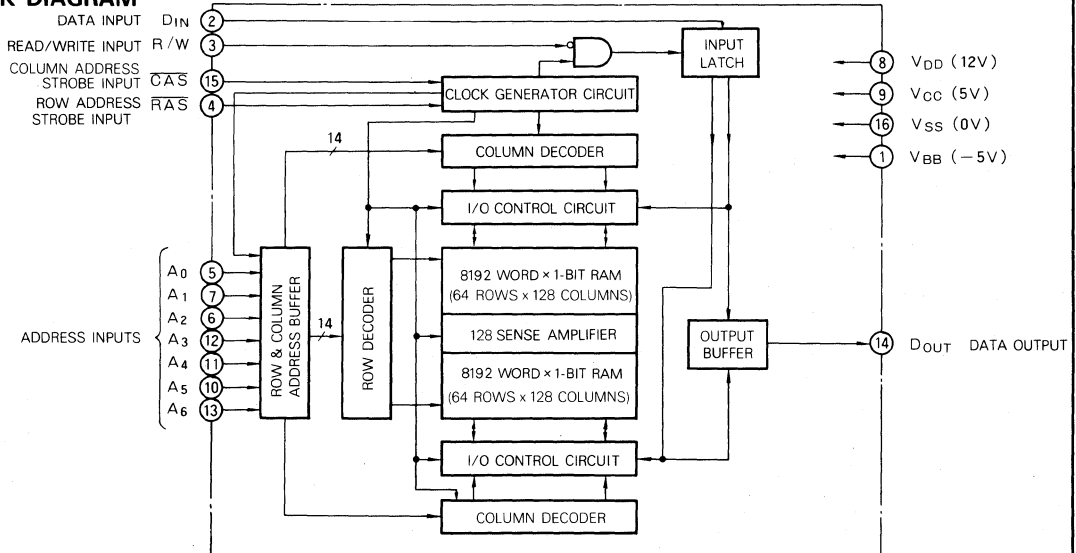 K DIAGRAM
DATA INPUT DIN 2
READ/WRITE INPUT R/W 3
COLUMN ADDRESS
STROBE INPUT CAS 15
ROW ADDRESS RAS 4
STROBE INPUT
INPUT
LATCH
CLOCK GENERATOR CIRCUIT
8 VDD (12V)
9 VCC (5V)
16 VSS (0V)
1 VBB (−5V)
14
COLUMN DECODER
I/O CONTROL CIRCUIT
ADDRESS INPUTS
A0 5
A1 7
A2 6
A3 12
A4 11
A5 10
A6 13
ROW & COLUMN
ADDRESS BUFFER
14
ROW DECODER
8192 WORD × 1-BIT RAM
(64 ROWS × 128 COLUMNS)
128 SENSE AMPLIFIER
8192 WORD × 1-BIT RAM
(64 ROWS × 128 COLUMNS)
OUTPUT
BUFFER
14 DOUT DATA OUTPUT
I/O CONTROL CIRCUIT
COLUMN DECODER